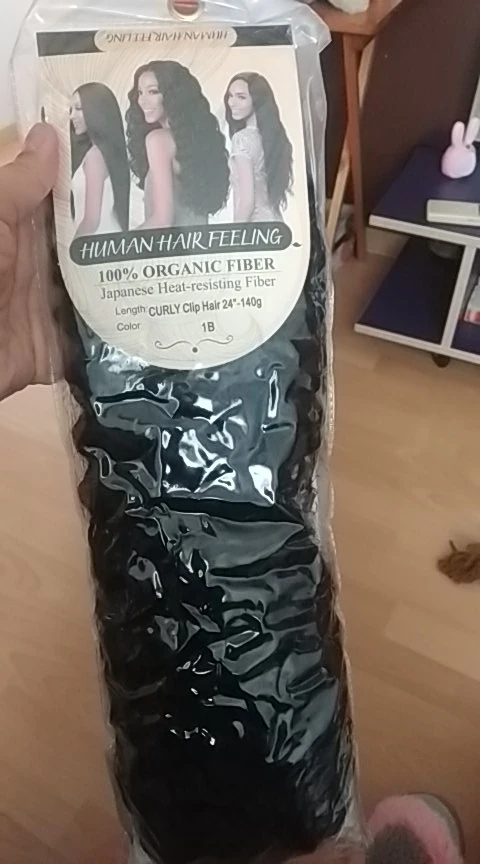 HUMAN HAIR FEELING
HUMAN HAIR FEELING
100% ORGANIC FIBER
Japanese Heat-resisting Fiber
Length: CURLY Clip Hair 24"-140g
Color: 1B